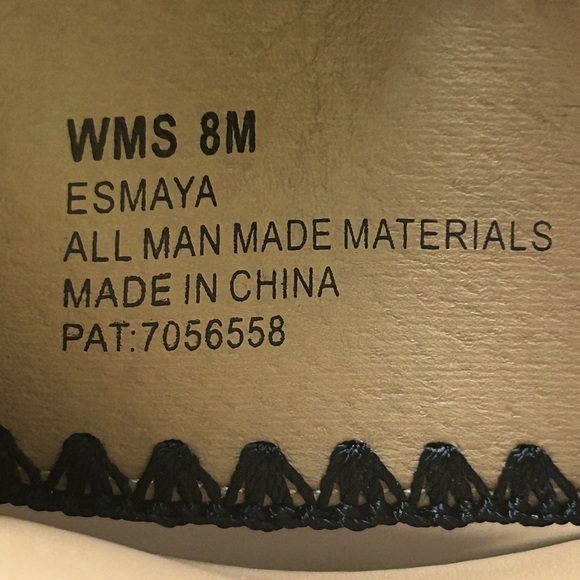 WMS 8M
ESMAYA
ALL MAN MADE MATERIALS
MADE IN CHINA
PAT:7056558